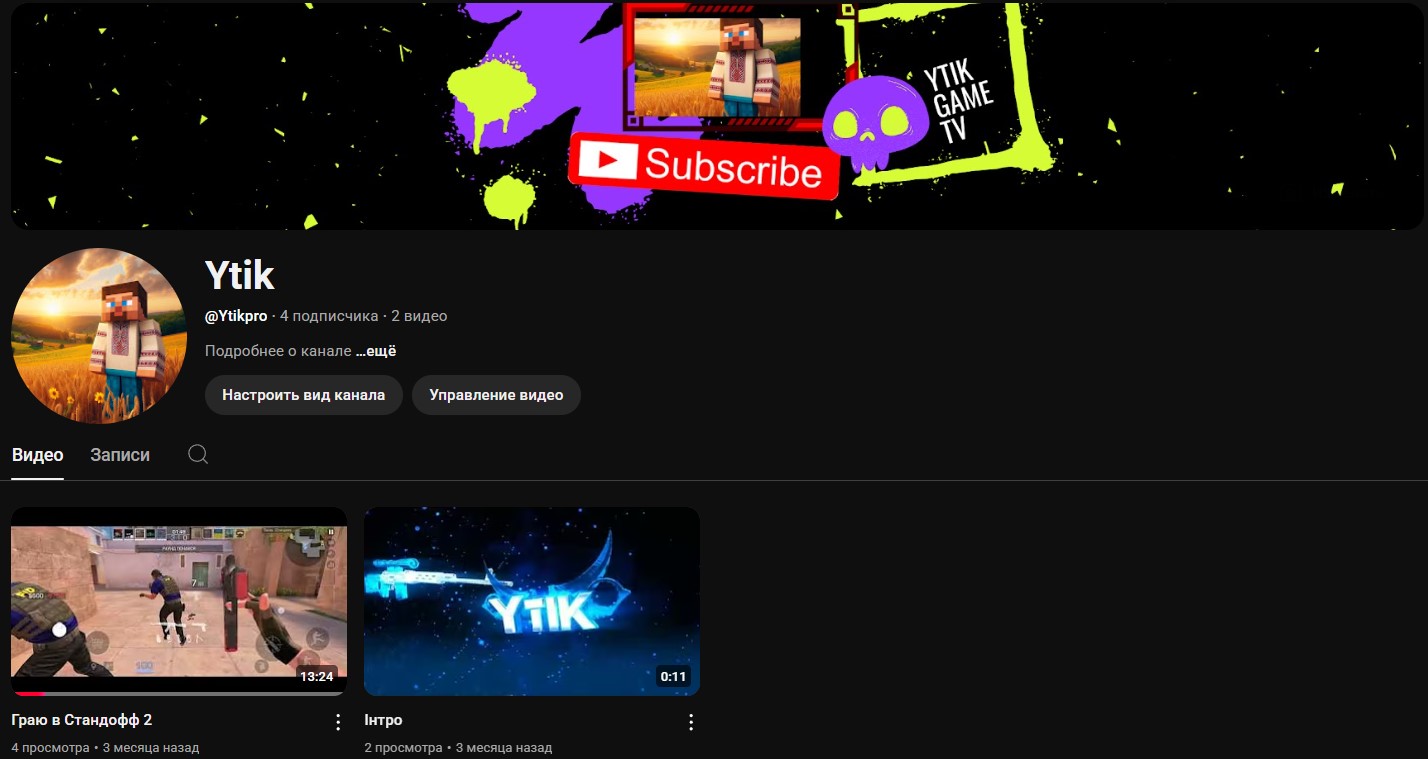 YTIK
GAME
TV
Subscribe
Ytik
@Ytikpro · 4 подписчика · 2 видео
Подробнее о канале ...ещё
Настроить вид канала
Управление видео
Видео
Записи
13:24
YTIK
0:11
Граю в Стандофф 2
Інтро
4 просмотра • 3 месяца назад
2 просмотра • 3 месяца назад